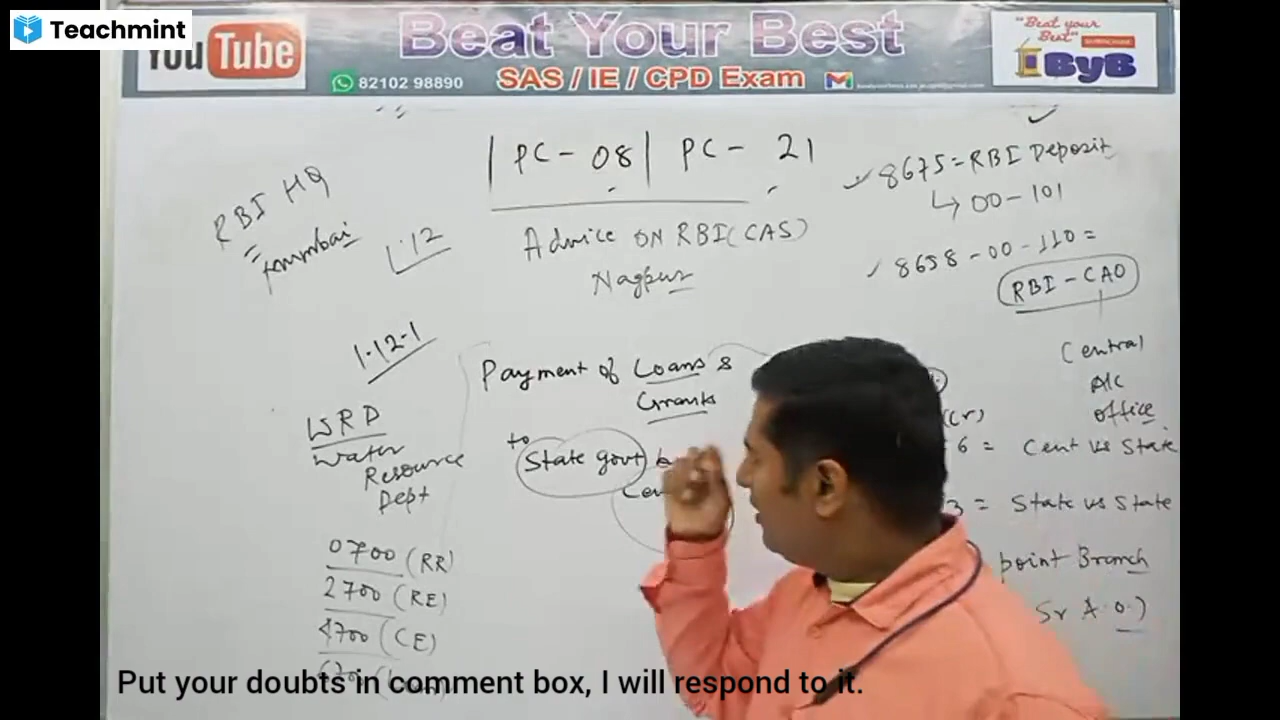 Teachmint
YouTube
Beat Your Best
82102 98890
SAS / IE / CPD Exam
"Beat your
Best"
ByB
PC - 08 | PC - 21
8675 = RBI Deposit
↳ 00-101
RBI HQ
Mumbai
L.12
Advice ON RBI (CAS)
Nagpur
8658-00-110 =
RBI - CAO
Central
A/c
office
1.12.1
Payment of Loans &
Grants
to
State govt
Cen
WRD
Water
Resource
Dept
(Cr)
6 = Cent vs State
3 = State vs State
point Branch
Sr A.O.)
0700 (RR)
2700 (RE)
4700 (CE)
Put your doubts in comment box, I will respond to it.